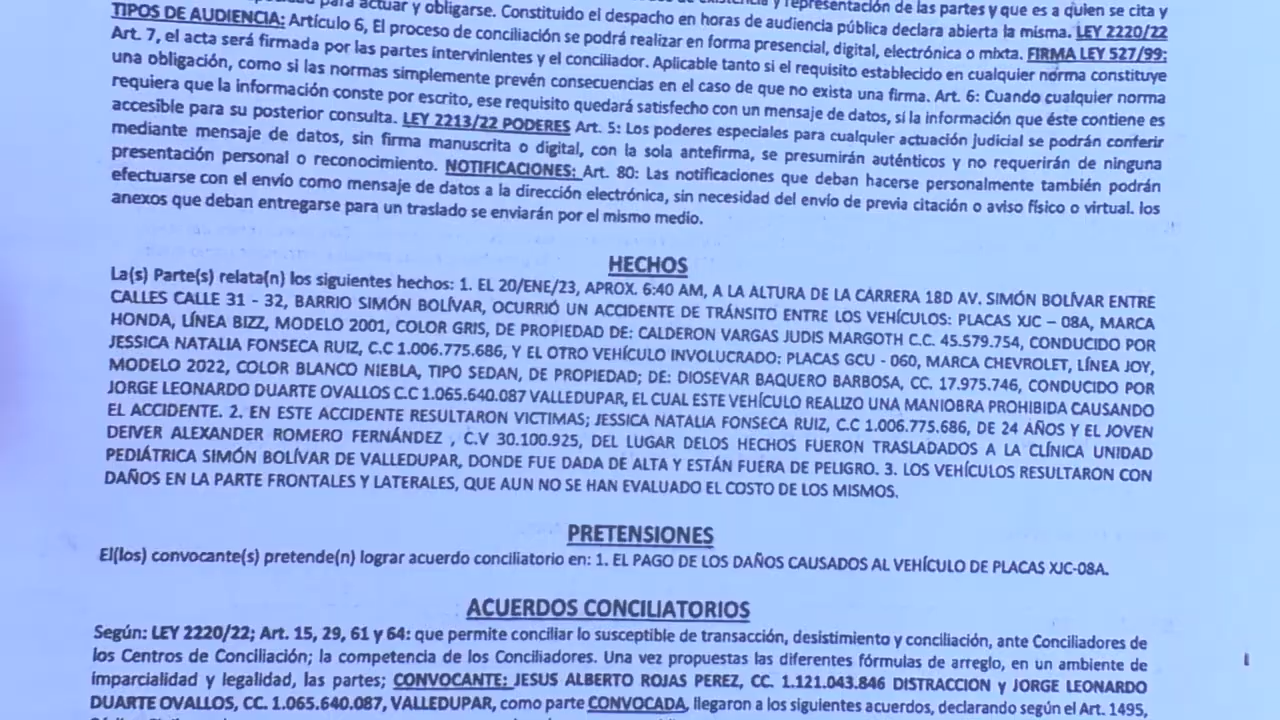 para actuar y obligarse. Constituido el despacho en horas de audiencia pública declara abierta la misma. LEY 2220/22
representación de las partes y que es a quien se cita y
TIPOS DE AUDIENCIA: Artículo 6, El proceso de conciliación se podrá realizar en forma presencial, digital, electrónica o mixta. FIRMA LEY 527/99:
Art. 7, el acta será firmada por las partes intervinientes y el conciliador. Aplicable tanto si el requisito establecido en cualquier norma constituye
una obligación, como si las normas simplemente prevén consecuencias en el caso de que no exista una firma. Art. 6: Cuando cualquier norma
requiera que la información conste por escrito, ese requisito quedará satisfecho con un mensaje de datos, si la información que éste contiene es
accesible para su posterior consulta. LEY 2213/22 PODERES Art. 5: Los poderes especiales para cualquier actuación judicial se podrán conferir
mediante mensaje de datos, sin firma manuscrita o digital, con la sola antefirma, se presumirán auténticos y no requerirán de ninguna
presentación personal o reconocimiento. NOTIFICACIONES: Art. 80: Las notificaciones que deban hacerse personalmente también podrán
efectuarse con el envío como mensaje de datos a la dirección electrónica, sin necesidad del envío de previa citación o aviso físico o virtual. los
anexos que deban entregarse para un traslado se enviarán por el mismo medio.
HECHOS
La(s) Parte(s) relata(n) los siguientes hechos: 1. EL 20/ENE/23, APROX. 6:40 AM, A LA ALTURA DE LA CARRERA 18D AV. SIMÓN BOLÍVAR ENTRE
CALLES CALLE 31 - 32, BARRIO SIMÓN BOLÍVAR, OCURRIÓ UN ACCIDENTE DE TRÁNSITO ENTRE LOS VEHÍCULOS: PLACAS XJC – 08A, MARCA
HONDA, LÍNEA BIZZ, MODELO 2001, COLOR GRIS, DE PROPIEDAD DE: CALDERON VARGAS JUDIS MARGOTH C.C. 45.579.754, CONDUCIDO POR
JESSICA NATALIA FONSECA RUIZ, C.C 1.006.775.686, Y EL OTRO VEHÍCULO INVOLUCRADO: PLACAS GCU - 060, MARCA CHEVROLET, LÍNEA JOY,
MODELO 2022, COLOR BLANCO NIEBLA, TIPO SEDAN, DE PROPIEDAD; DE: DIOSEVAR BAQUERO BARBOSA, CC. 17.975.746, CONDUCIDO POR
JORGE LEONARDO DUARTE OVALLOS C.C 1.065.640.087 VALLEDUPAR, EL CUAL ESTE VEHÍCULO REALIZO UNA MANIOBRA PROHIBIDA CAUSANDO
EL ACCIDENTE. 2. EN ESTE ACCIDENTE RESULTARON VICTIMAS; JESSICA NATALIA FONSECA RUIZ, C.C 1.006.775.686, DE 24 AÑOS Y EL JOVEN
DEIVER ALEXANDER ROMERO FERNÁNDEZ , C.V 30.100.925, DEL LUGAR DELOS HECHOS FUERON TRASLADADOS A LA CLÍNICA UNIDAD
PEDIÁTRICA SIMÓN BOLÍVAR DE VALLEDUPAR, DONDE FUE DADA DE ALTA Y ESTÁN FUERA DE PELIGRO. 3. LOS VEHÍCULOS RESULTARON CON
DAÑOS EN LA PARTE FRONTALES Y LATERALES, QUE AUN NO SE HAN EVALUADO EL COSTO DE LOS MISMOS.
PRETENSIONES
El(los) convocante(s) pretende(n) lograr acuerdo conciliatorio en: 1. EL PAGO DE LOS DAÑOS CAUSADOS AL VEHÍCULO DE PLACAS XJC-08A.
ACUERDOS CONCILIATORIOS
Según: LEY 2220/22; Art. 15, 29, 61 y 64: que permite conciliar lo susceptible de transacción, desistimiento y conciliación, ante Conciliadores de
los Centros de Conciliación; la competencia de los Conciliadores. Una vez propuestas las diferentes fórmulas de arreglo, en un ambiente de
imparcialidad y legalidad, las partes; CONVOCANTE: JESUS ALBERTO ROJAS PEREZ, CC. 1.121.043.846 DISTRACCION y JORGE LEONARDO
DUARTE OVALLOS, CC. 1.065.640.087, VALLEDUPAR, como parte CONVOCADA, llegaron a los siguientes acuerdos, declarando según el Art. 1495,